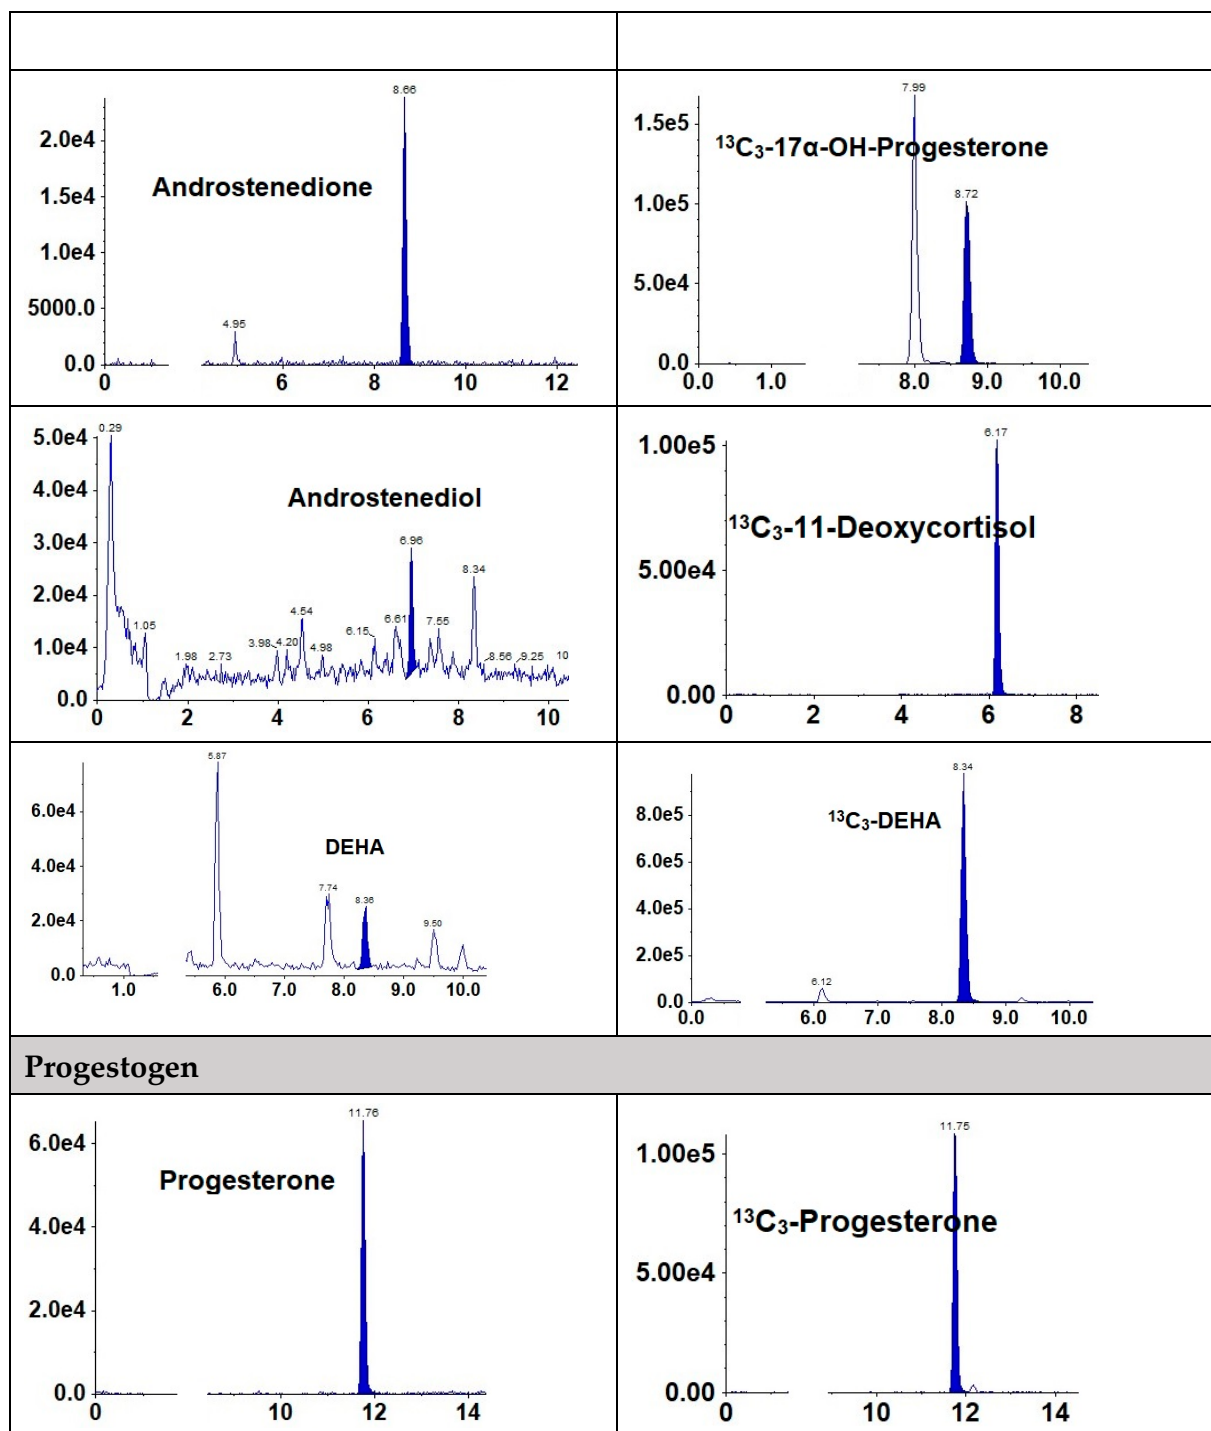 8.66
2.0e4
1.5e4
Androstenedione
1.0e4
5000.0
4.95
0.0
0 6 8 10 12
7.99
1.5e5
¹³C₃-17α-OH-Progesterone
8.72
1.0e5
5.0e4
0.0
0.0 1.0 8.0 9.0 10.0
0.29
5.0e4
4.0e4
Androstenediol
3.0e4
6.96
8.34
2.0e4
4.54
6.61 7.55
1.05
6.15
1.0e4
3.98 4.20
4.98
1.98 2.73
8.56 9.25 10
0.0
0 2 4 6 8 10
6.17
1.00e5
¹³C₃-11-Deoxycortisol
5.00e4
0.00
0 2 4 6 8
5.87
6.0e4
DEHA
4.0e4
7.74
8.36
2.0e4
9.50
0.0
1.0 6.0 7.0 8.0 9.0 10.0
8.34
8.0e5
¹³C₃-DEHA
6.0e5
4.0e5
2.0e5
6.12
0.0
0.0 6.0 7.0 8.0 9.0 10.0
Progestogen
11.76
6.0e4
Progesterone
4.0e4
2.0e4
0.0
0 10 12 14
11.75
1.00e5
¹³C₃-Progesterone
5.00e4
0.00
0 10 12 14